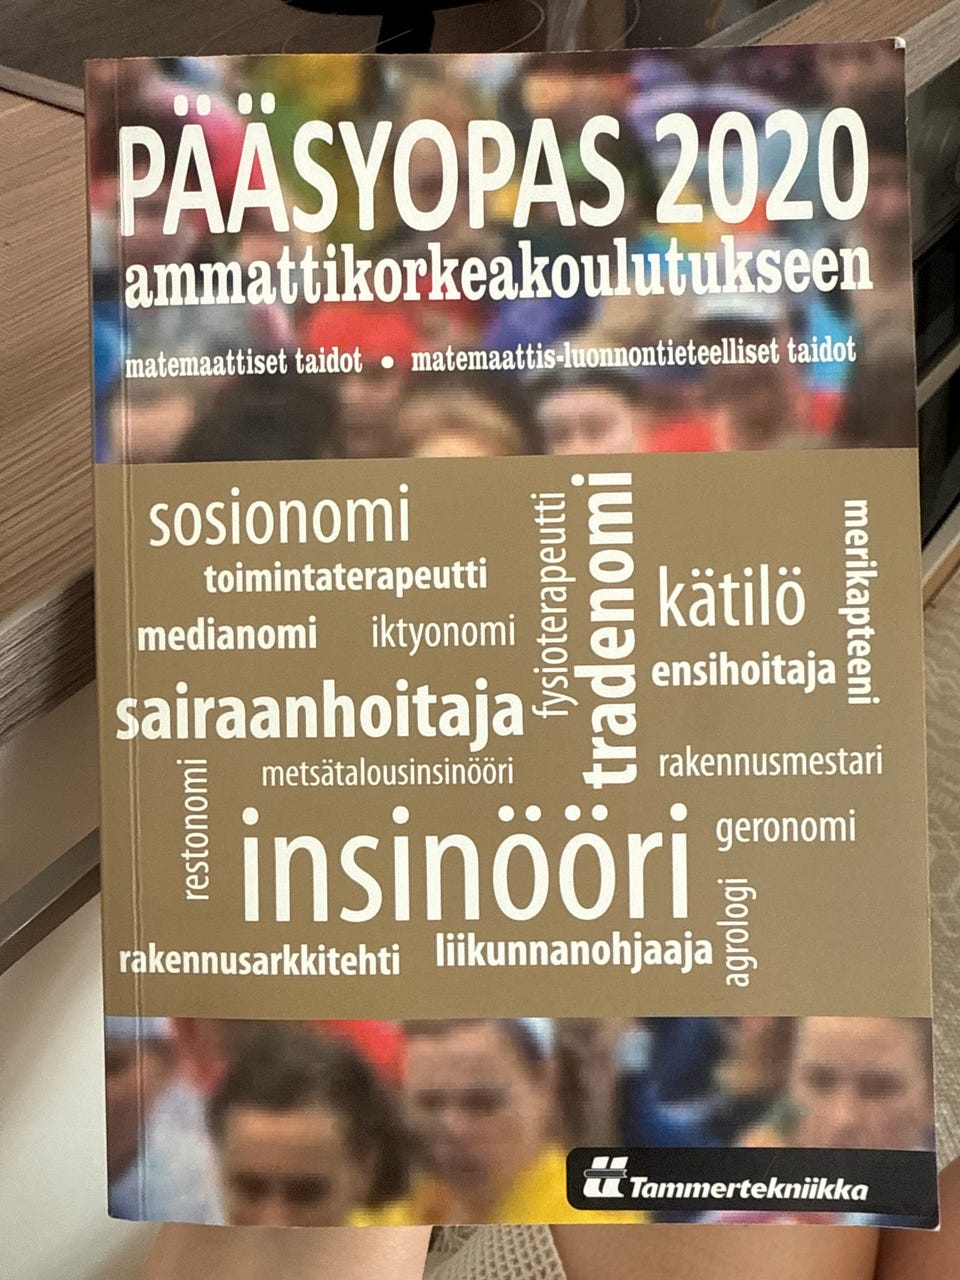 PÄÄSYOPAS 2020
ammattikorkeakoulutukseen
matemaattiset taidot • matemaattis-luonnontieteelliset taidot
sosionomi
toimintaterapeutti
medianomi
iktyonomi
fysioterapeutti
tradenomi
kätilö
merikapteeni
ensihoitaja
sairaanhoitaja
metsätalousinsinööri
rakennusmestari
restonomi
insinööri
geronomi
agrologi
rakennusarkkitehti
liikunnanohjaaja
Tammertekniikka